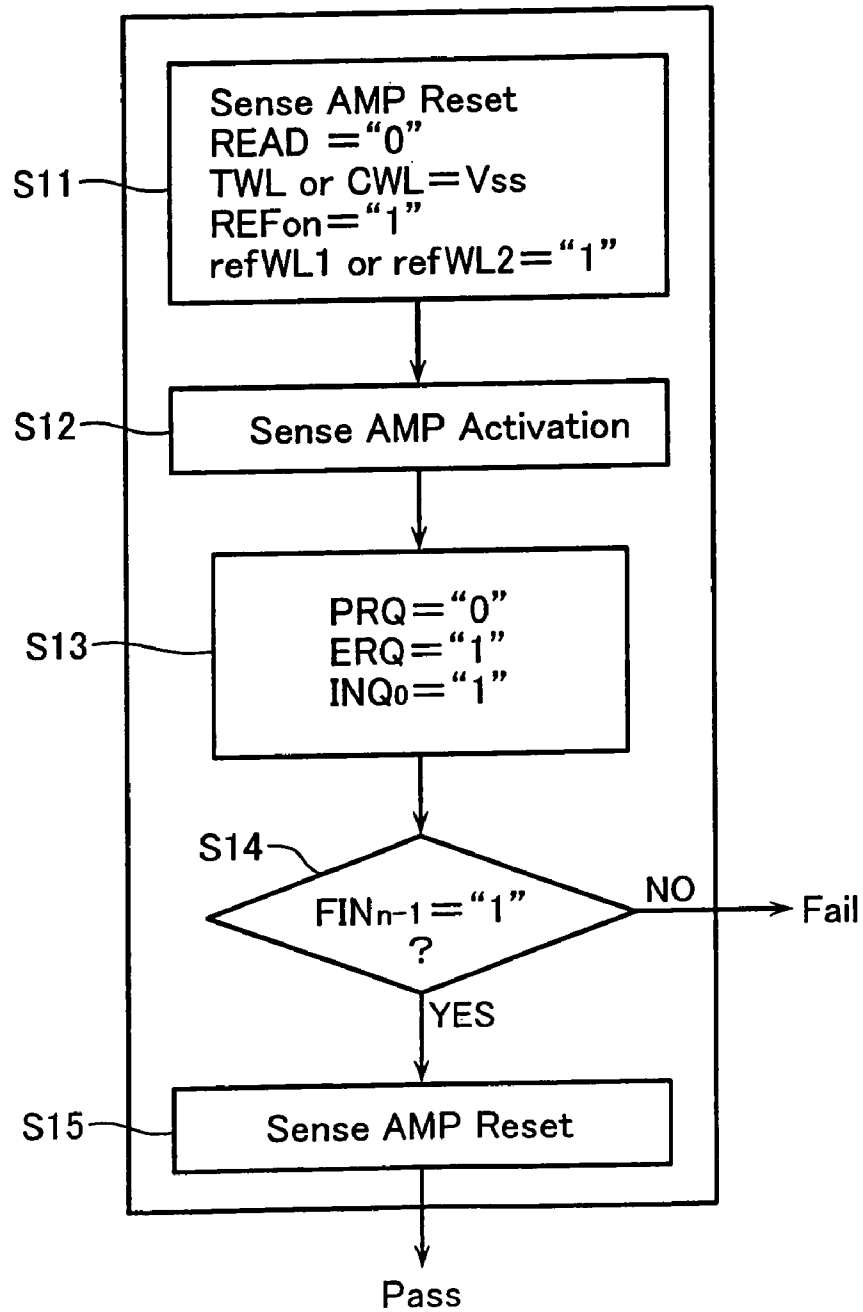 S11
Sense AMP Reset
READ ="0"
TWL or CWL=Vss
REFon="1"
refWL1 or refWL2="1"
S12
Sense AMP Activation
S13
PRQ="0"
ERQ="1"
INQ0="1"
S14
FINn-1="1"
?
NO
Fail
YES
S15
Sense AMP Reset
Pass